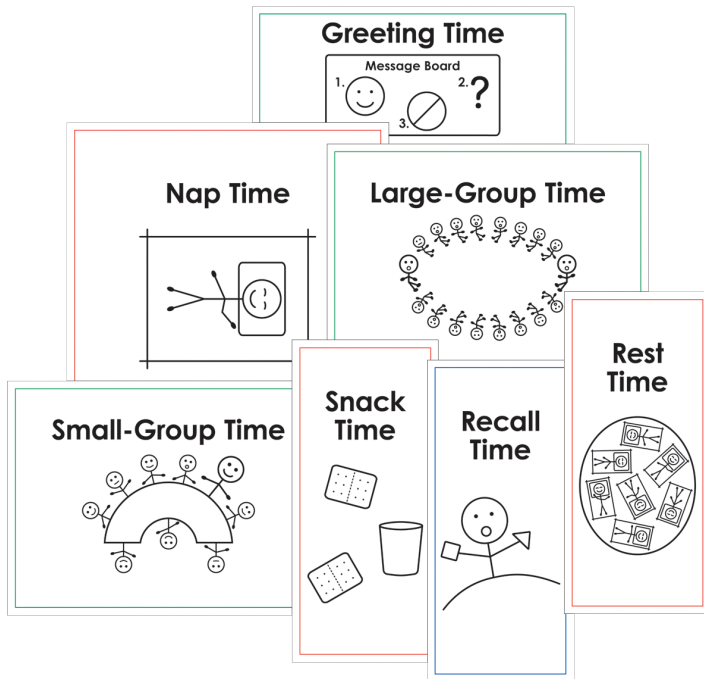 Greeting Time
Message Board
1.
2. ?
3.
Nap Time
Large-Group Time
Rest
Time
Snack
Time
Recall
Time
Small-Group Time